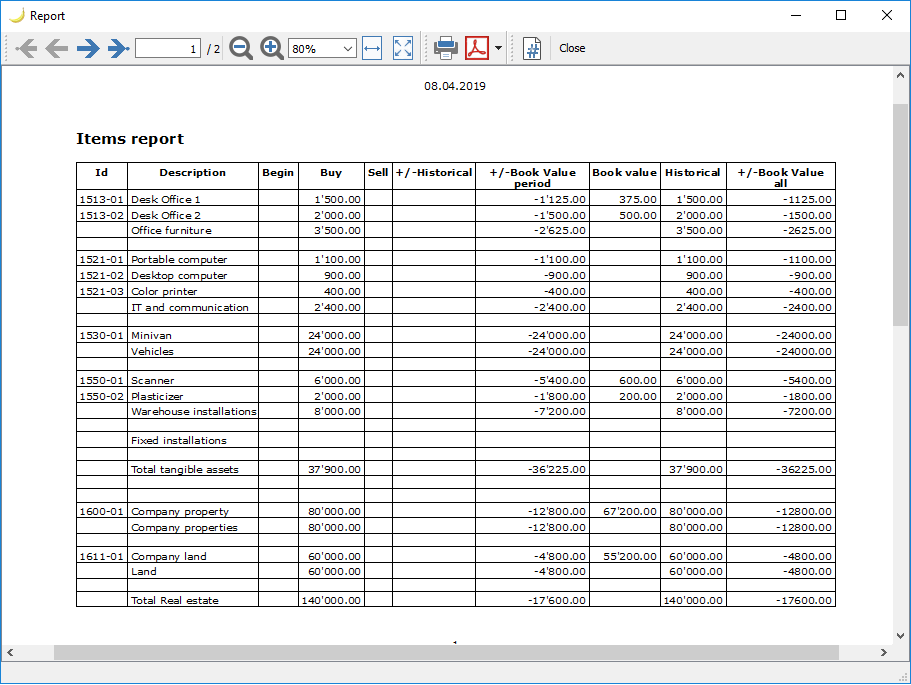 Report
1 / 2 80% Close
08.04.2019
Items report
Id Description Begin Buy Sell +/-Historical +/-Book Value period Book value Historical +/-Book Value all
1513-01 Desk Office 1 1'500.00 -1'125.00 375.00 1'500.00 -1125.00
1513-02 Desk Office 2 2'000.00 -1'500.00 500.00 2'000.00 -1500.00
Office furniture 3'500.00 -2'625.00 3'500.00 -2625.00
1521-01 Portable computer 1'100.00 -1'100.00 1'100.00 -1100.00
1521-02 Desktop computer 900.00 -900.00 900.00 -900.00
1521-03 Color printer 400.00 -400.00 400.00 -400.00
IT and communication 2'400.00 -2'400.00 2'400.00 -2400.00
1530-01 Minivan 24'000.00 -24'000.00 24'000.00 -24000.00
Vehicles 24'000.00 -24'000.00 24'000.00 -24000.00
1550-01 Scanner 6'000.00 -5'400.00 600.00 6'000.00 -5400.00
1550-02 Plasticizer 2'000.00 -1'800.00 200.00 2'000.00 -1800.00
Warehouse installations 8'000.00 -7'200.00 8'000.00 -7200.00
Fixed installations
Total tangible assets 37'900.00 -36'225.00 37'900.00 -36225.00
1600-01 Company property 80'000.00 -12'800.00 67'200.00 80'000.00 -12800.00
Company properties 80'000.00 -12'800.00 80'000.00 -12800.00
1611-01 Company land 60'000.00 -4'800.00 55'200.00 60'000.00 -4800.00
Land 60'000.00 -4'800.00 60'000.00 -4800.00
Total Real estate 140'000.00 -17'600.00 140'000.00 -17600.00